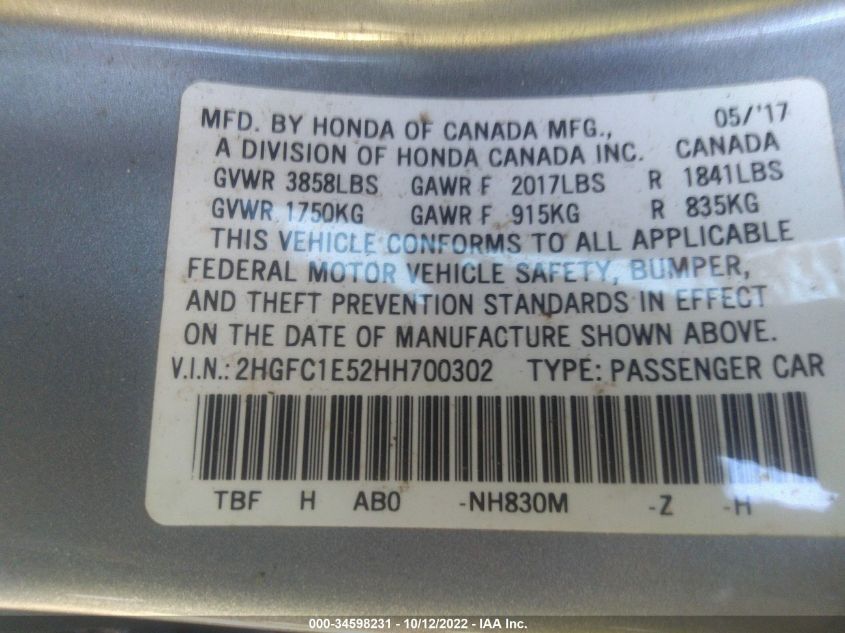 MFD. BY HONDA OF CANADA MFG., 05/'17
A DIVISION OF HONDA CANADA INC. CANADA
GVWR 3858LBS GAWR F 2017LBS R 1841LBS
GVWR 1750KG GAWR F 915KG R 835KG
THIS VEHICLE CONFORMS TO ALL APPLICABLE
FEDERAL MOTOR VEHICLE SAFETY, BUMPER,
AND THEFT PREVENTION STANDARDS IN EFFECT
ON THE DATE OF MANUFACTURE SHOWN ABOVE.
V.I.N.: 2HGFC1E52HH700302 TYPE: PASSENGER CAR
TBF H AB0 -NH830M -Z -H
000-34598231 - 10/12/2022 - IAA Inc.